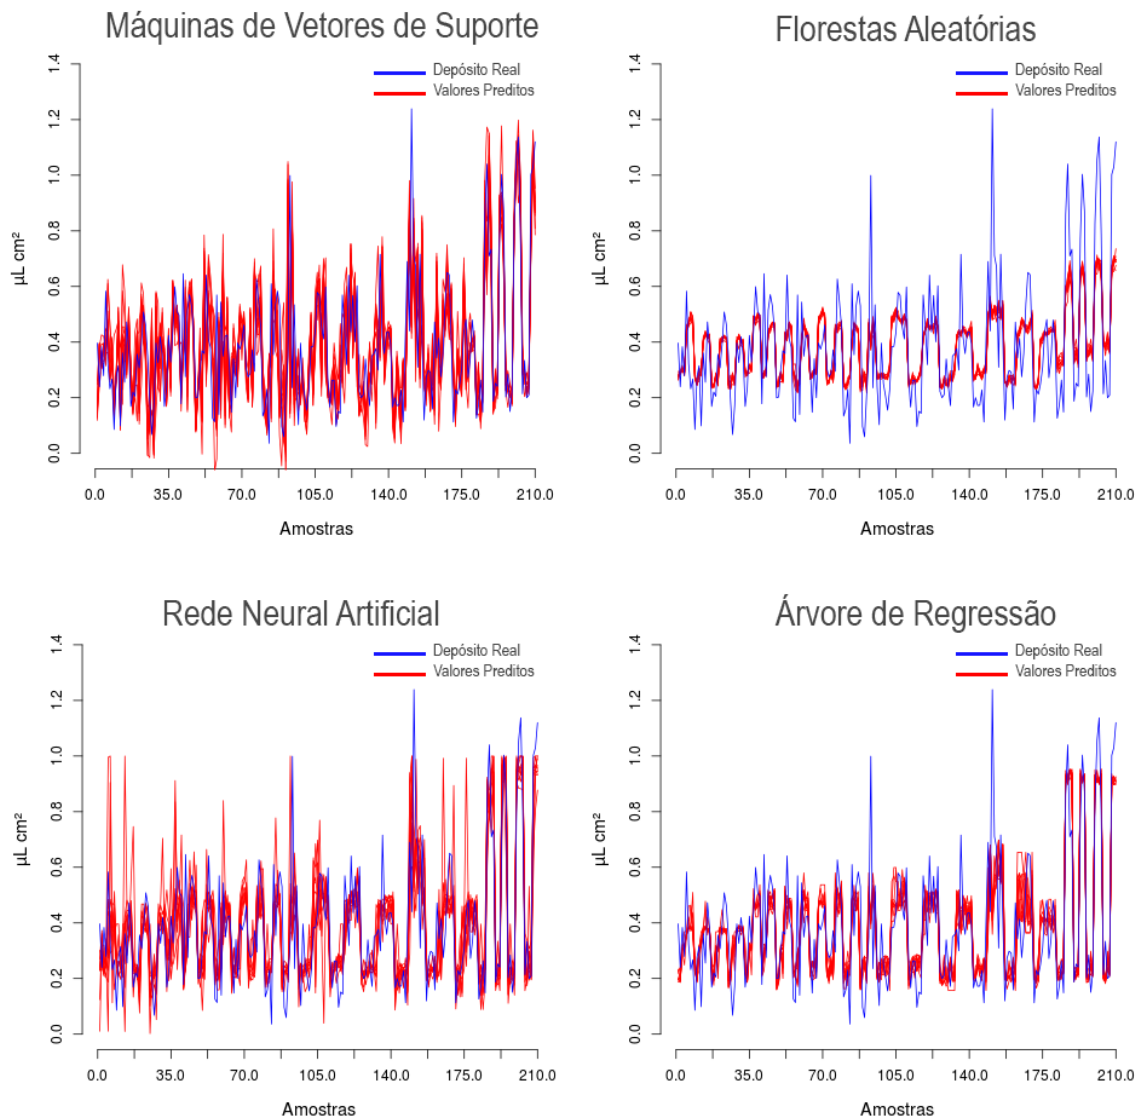 Máquinas de Vetores de Suporte
Depósito Real
Valores Preditos
µL cm²
0.0 0.2 0.4 0.6 0.8 1.0 1.2 1.4
0.0 35.0 70.0 105.0 140.0 175.0 210.0
Amostras
Florestas Aleatórias
Depósito Real
Valores Preditos
µL cm²
0.0 0.2 0.4 0.6 0.8 1.0 1.2 1.4
0.0 35.0 70.0 105.0 140.0 175.0 210.0
Amostras
Rede Neural Artificial
Depósito Real
Valores Preditos
µL cm²
0.0 0.2 0.4 0.6 0.8 1.0 1.2 1.4
0.0 35.0 70.0 105.0 140.0 175.0 210.0
Amostras
Árvore de Regressão
Depósito Real
Valores Preditos
µL cm²
0.0 0.2 0.4 0.6 0.8 1.0 1.2 1.4
0.0 35.0 70.0 105.0 140.0 175.0 210.0
Amostras